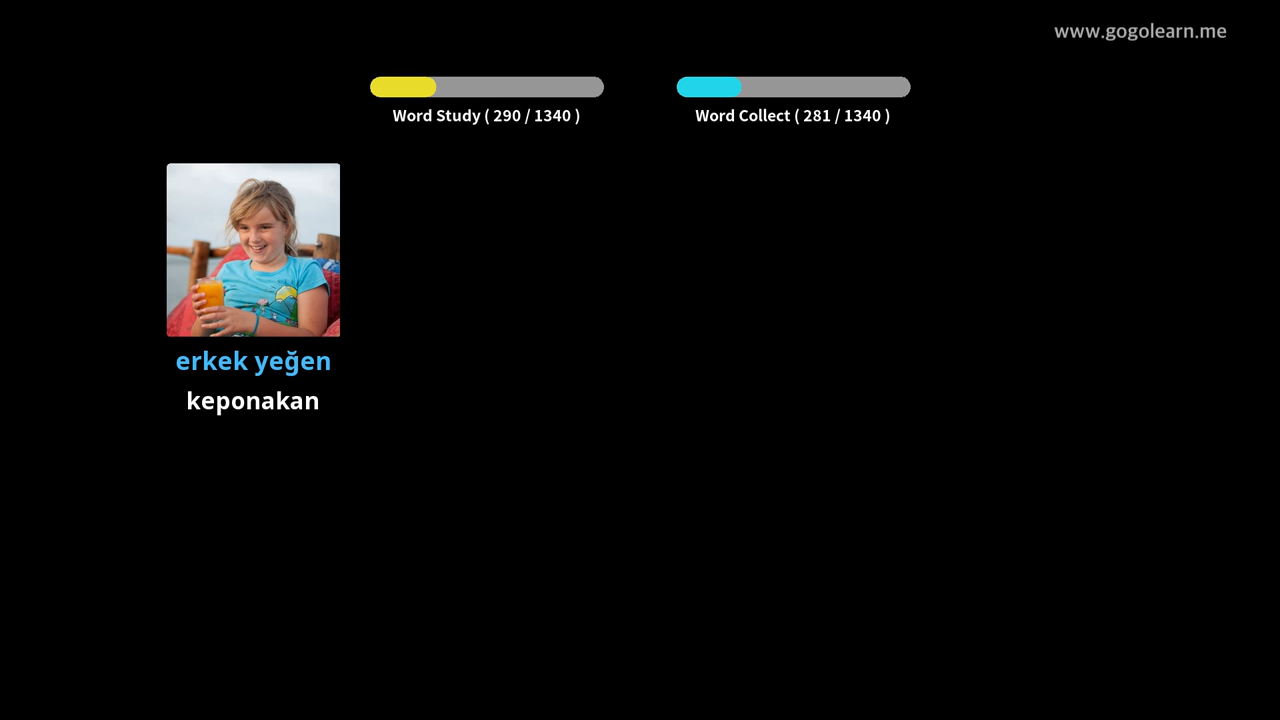 www.gogolearn.me
Word Study ( 290 / 1340 )
Word Collect ( 281 / 1340 )
erkek yeğen
keponakan